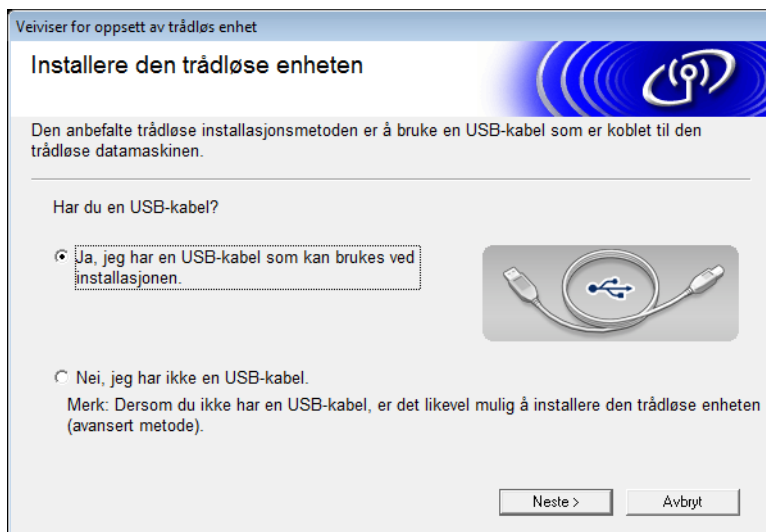 Veiviser for oppsett av trådløs enhet
Installere den trådløse enheten
Den anbefalte trådløse installasjonsmetoden er å bruke en USB-kabel som er koblet til den
trådløse datamaskinen.
Har du en USB-kabel?
Ja, jeg har en USB-kabel som kan brukes ved
installasjonen.
Nei, jeg har ikke en USB-kabel.
Merk: Dersom du ikke har en USB-kabel, er det likevel mulig å installere den trådløse enheten
(avansert metode).
Neste >
Avbryt